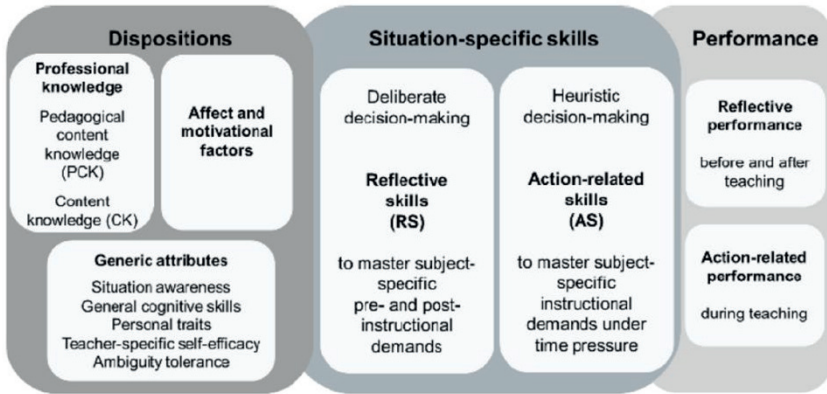 Dispositions
Professional
knowledge
Pedagogical
content
knowledge
(PCK)
Content
knowledge (CK)
Affect and
motivational
factors
Generic attributes
Situation awareness
General cognitive skills
Personal traits
Teacher-specific self-efficacy
Ambiguity tolerance
Situation-specific skills
Deliberate
decision-making
Reflective
skills
(RS)
to master subject-
specific
pre- and post-
instructional
demands
Heuristic
decision-making
Action-related
skills
(AS)
to master subject-
specific
instructional
demands under
time pressure
Performance
Reflective
performance
before and after
teaching
Action-related
performance
during teaching